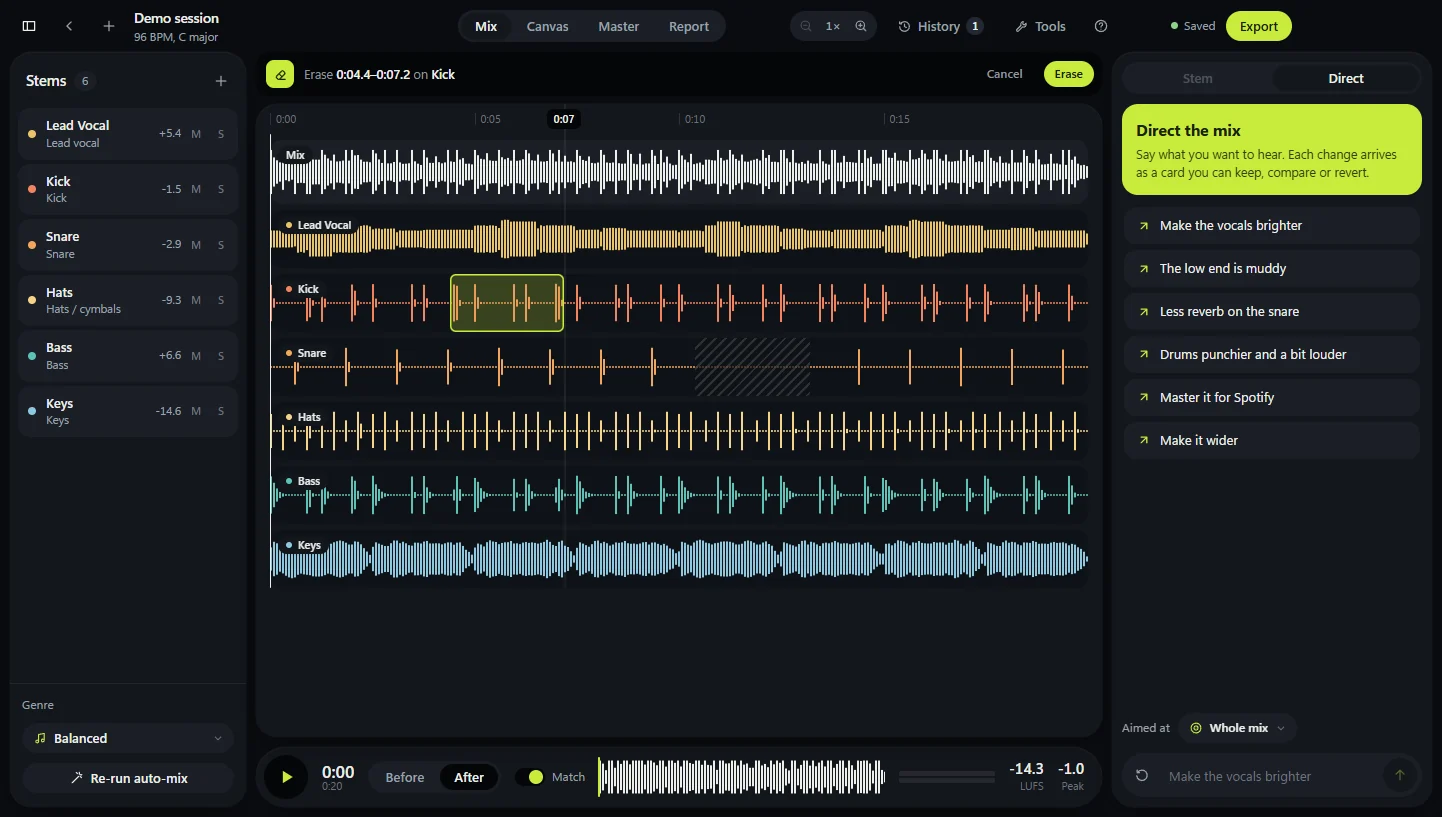 Demo session
96 BPM, C major
Mix
Canvas
Master
Report
1×
History 1
Tools
Saved
Export
Stems 6
Lead Vocal
Lead vocal
+5.4 M S
Kick
Kick
-1.5 M S
Snare
Snare
-2.9 M S
Hats
Hats / cymbals
-9.3 M S
Bass
Bass
+6.6 M S
Keys
Keys
-14.6 M S
Genre
Balanced
Re-run auto-mix
Erase 0:04.4–0:07.2 on Kick
Cancel
Erase
0:00
0:05
0:07
0:10
0:15
Mix
Lead Vocal
Kick
Snare
Hats
Bass
Keys
0:00
0:20
Before
After
Match
-14.3
LUFS
-1.0
Peak
Stem
Direct
Direct the mix
Say what you want to hear. Each change arrives
as a card you can keep, compare or revert.
Make the vocals brighter
The low end is muddy
Less reverb on the snare
Drums punchier and a bit louder
Master it for Spotify
Make it wider
Aimed at
Whole mix
Make the vocals brighter